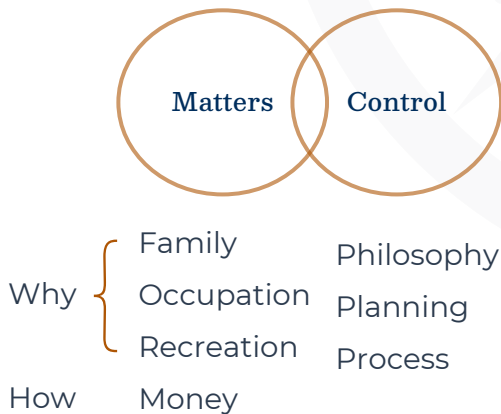 Matters Control
Family Philosophy
Why Occupation Planning
Recreation Process
How Money